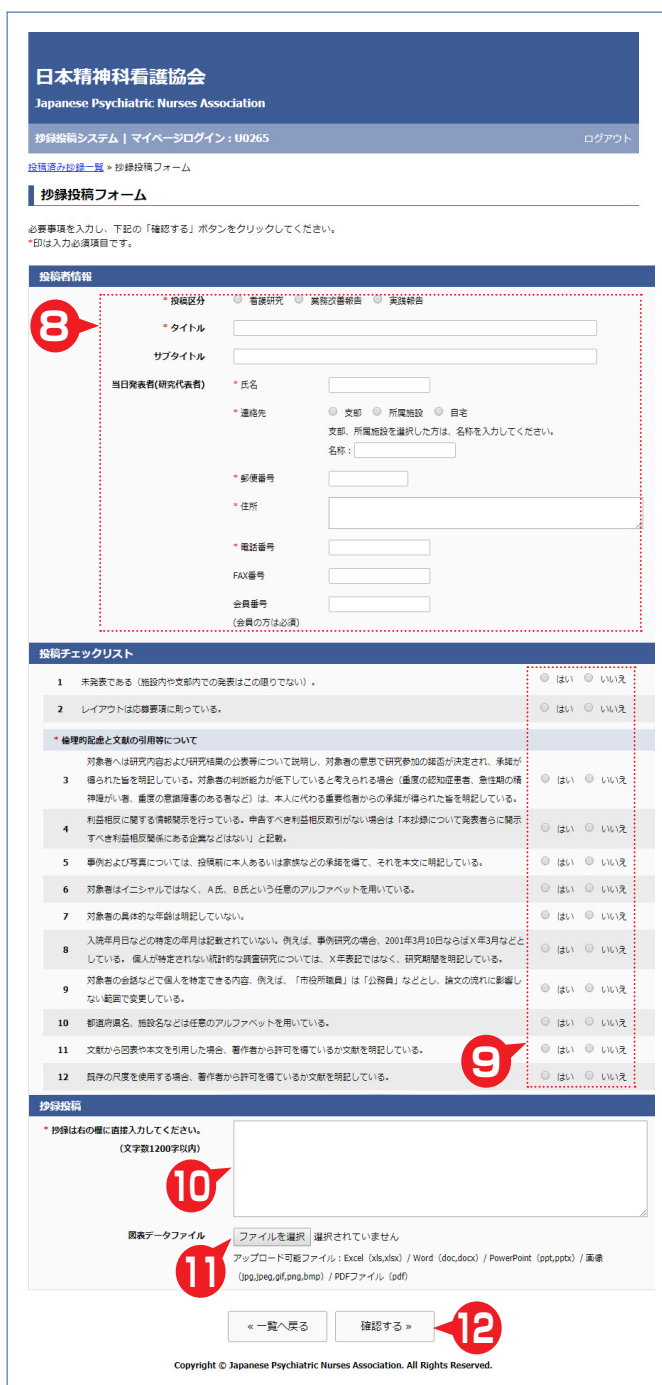 日本精神科看護協会
Japanese Psychiatric Nurses Association
抄録投稿システム | マイページログイン : U0265 ログアウト
投稿済み抄録一覧 » 抄録投稿フォーム
抄録投稿フォーム
必要事項を入力し、下記の「確認する」ボタンをクリックしてください。
*印は入力必須項目です。
投稿者情報
8
* 投稿区分 看護研究 業務改善報告 実践報告
* タイトル
サブタイトル
当日発表者(研究代表者) * 氏名
* 連絡先 支部 所属施設 自宅
支部、所属施設を選択した方は、名称を入力してください。
名称 :
* 郵便番号
* 住所
* 電話番号
FAX番号
会員番号
(会員の方は必須)
投稿チェックリスト
1 未発表である（施設内や支部内での発表はこの限りでない）。 はい いいえ
2 レイアウトは応募要項に則っている。 はい いいえ
* 倫理的配慮と文献の引用等について
対象者へは研究内容および研究結果の公表等について説明し、対象者の意思で研究参加の諾否が決定され、承諾が
3 得られた旨を明記している。対象者の判断能力が低下していると考えられる場合（重度の認知症患者、急性期の精 はい いいえ
神障がい者、重度の意識障害のある者など）は、本人に代わる重要他者からの承諾が得られた旨を明記している。
4 利益相反に関する情報開示を行っている。申告すべき利益相反取引がない場合は「本抄録について発表者らに開示 はい いいえ
すべき利益相反関係にある企業などはない」と記載。
5 事例および写真については、投稿前に本人あるいは家族などの承諾を得て、それを本文に明記している。 はい いいえ
6 対象者はイニシャルではなく、A氏、B氏という任意のアルファベットを用いている。 はい いいえ
7 対象者の具体的な年齢は明記していない。 はい いいえ
8 入院年月日などの特定の年月は記載されていない。例えば、事例研究の場合、2001年3月10日ならばX年3月などと はい いいえ
している。 個人が特定されない統計的な調査研究については、X年表記ではなく、研究期間を明記している。
9 対象者の会話などで個人を特定できる内容、例えば、「市役所職員」は「公務員」などとし、論文の流れに影響し はい いいえ
ない範囲で変更している。
10 都道府県名、施設名などは任意のアルファベットを用いている。 はい いいえ
11 文献から図表や本文を引用した場合、著作者から許可を得ているか文献を明記している。 はい いいえ
9
12 既存の尺度を使用する場合、著作者から許可を得ているか文献を明記している。 はい いいえ
抄録投稿
* 抄録は右の欄に直接入力してください。
（文字数1200字以内）
10
図表データファイル ファイルを選択 選択されていません
11
アップロード可能ファイル : Excel（xls,xlsx）/ Word（doc,docx）/ PowerPoint（ppt,pptx）/ 画像
（jpg,jpeg,gif,png,bmp）/ PDFファイル（pdf）
« 一覧へ戻る 確認する » 12
Copyright © Japanese Psychiatric Nurses Association. All Rights Reserved.